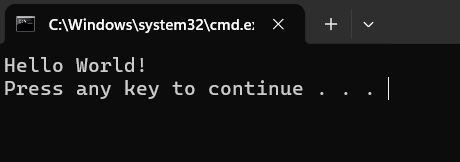 C:\Windows\system32\cmd.e
Hello World!
Press any key to continue . . .